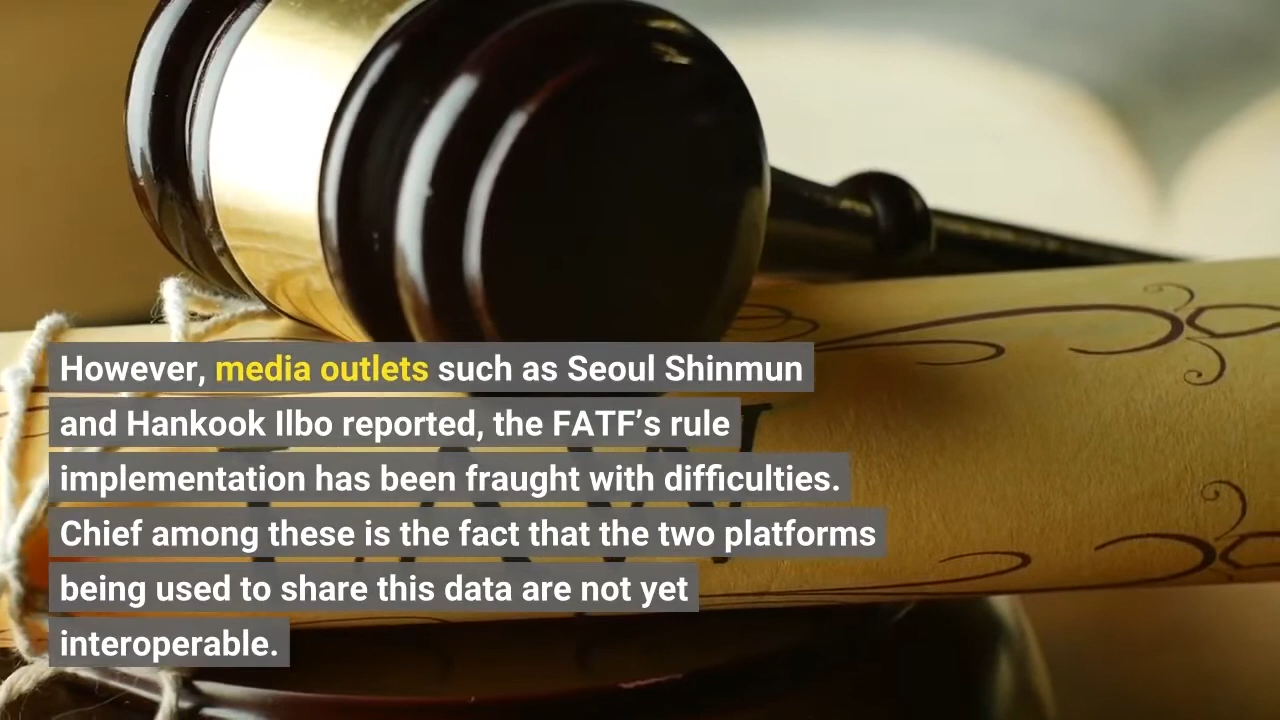 However, media outlets such as Seoul Shinmun
and Hankook Ilbo reported, the FATF’s rule
implementation has been fraught with difficulties.
Chief among these is the fact that the two platforms
being used to share this data are not yet
interoperable.